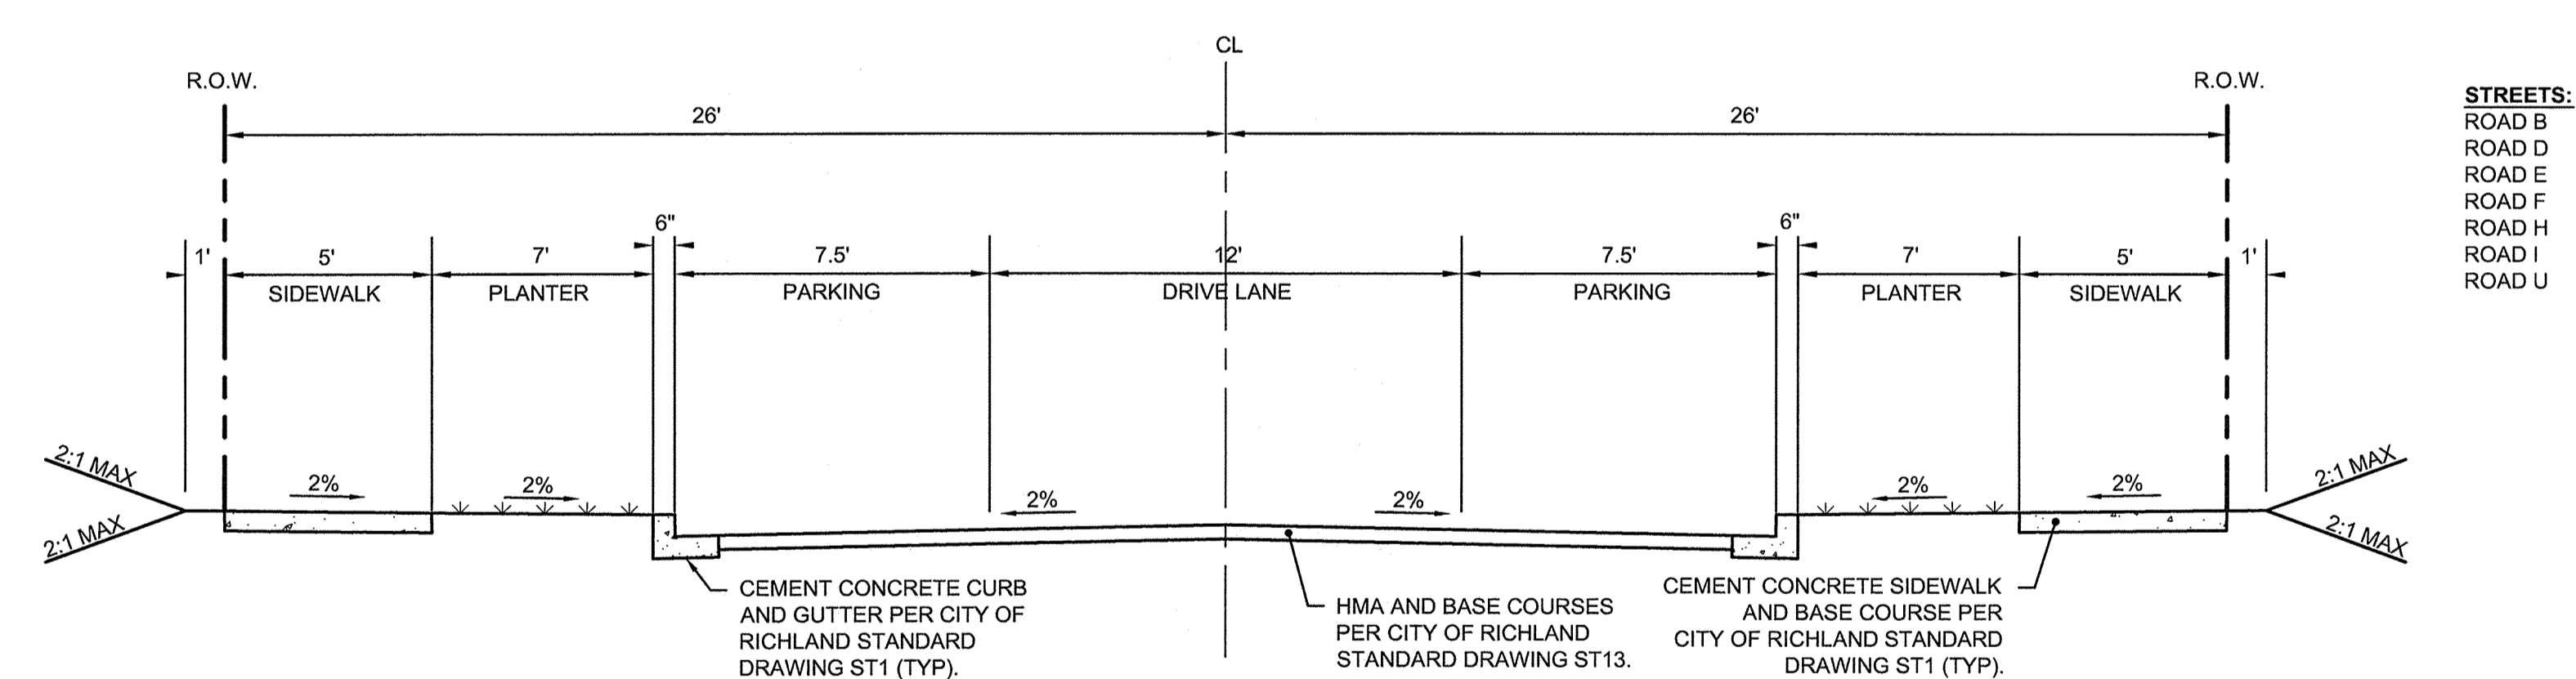 CL
R.O.W.
R.O.W.
26'
26'
STREETS:
ROAD B
ROAD D
ROAD E
ROAD F
ROAD H
ROAD I
ROAD U
6"
6"
1'
5'
7'
7.5'
12'
7.5'
7'
5'
1'
SIDEWALK
PLANTER
PARKING
DRIVE LANE
PARKING
PLANTER
SIDEWALK
2:1 MAX
2:1 MAX
2%
2%
2%
2%
2%
2%
2:1 MAX
2:1 MAX
CEMENT CONCRETE CURB
AND GUTTER PER CITY OF
RICHLAND STANDARD
DRAWING ST1 (TYP).
HMA AND BASE COURSES
PER CITY OF RICHLAND
STANDARD DRAWING ST13.
CEMENT CONCRETE SIDEWALK
AND BASE COURSE PER
CITY OF RICHLAND STANDARD
DRAWING ST1 (TYP).